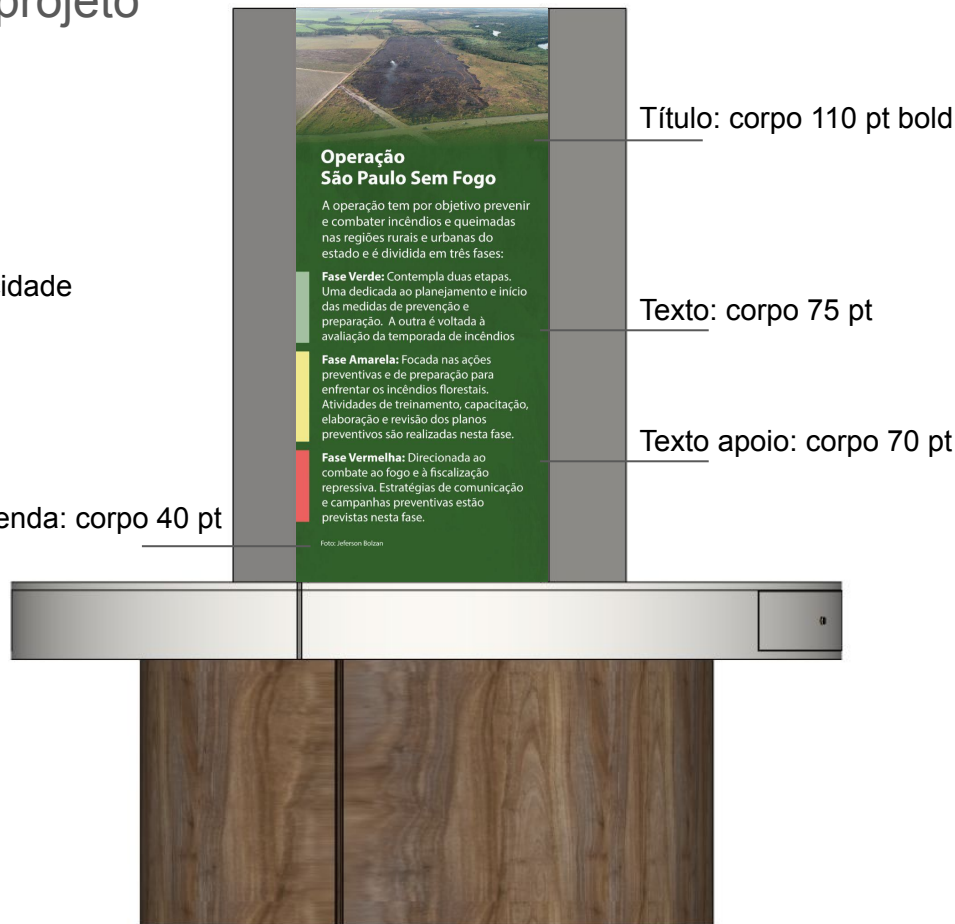 projeto
Título: corpo 110 pt bold
Operação
São Paulo Sem Fogo
A operação tem por objetivo prevenir
e combater incêndios e queimadas
nas regiões rurais e urbanas do
estado e é dividida em três fases:
idade
Fase Verde: Contempla duas etapas.
Uma dedicada ao planejamento e início
das medidas de prevenção e
preparação.  A outra é voltada à
avaliação da temporada de incêndios
Texto: corpo 75 pt
Fase Amarela: Focada nas ações
preventivas e de preparação para
enfrentar os incêndios florestais.
Atividades de treinamento, capacitação,
elaboração e revisão dos planos
preventivos são realizadas nesta fase.
Texto apoio: corpo 70 pt
Fase Vermelha: Direcionada ao
combate ao fogo e à fiscalização
repressiva. Estratégias de comunicação
e campanhas preventivas estão
previstas nesta fase.
enda: corpo 40 pt
Foto: Jeferson Bolzan